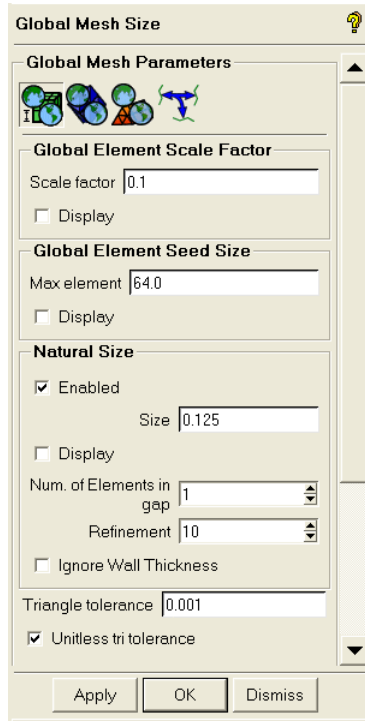 Global Mesh Size
Global Mesh Parameters
Global Element Scale Factor
Scale factor 0.1
Display
Global Element Seed Size
Max element 64.0
Display
Natural Size
Enabled
Size 0.125
Display
Num. of Elements in
gap 1
Refinement 10
Ignore Wall Thickness
Triangle tolerance 0.001
Unitless tri tolerance
Apply OK Dismiss